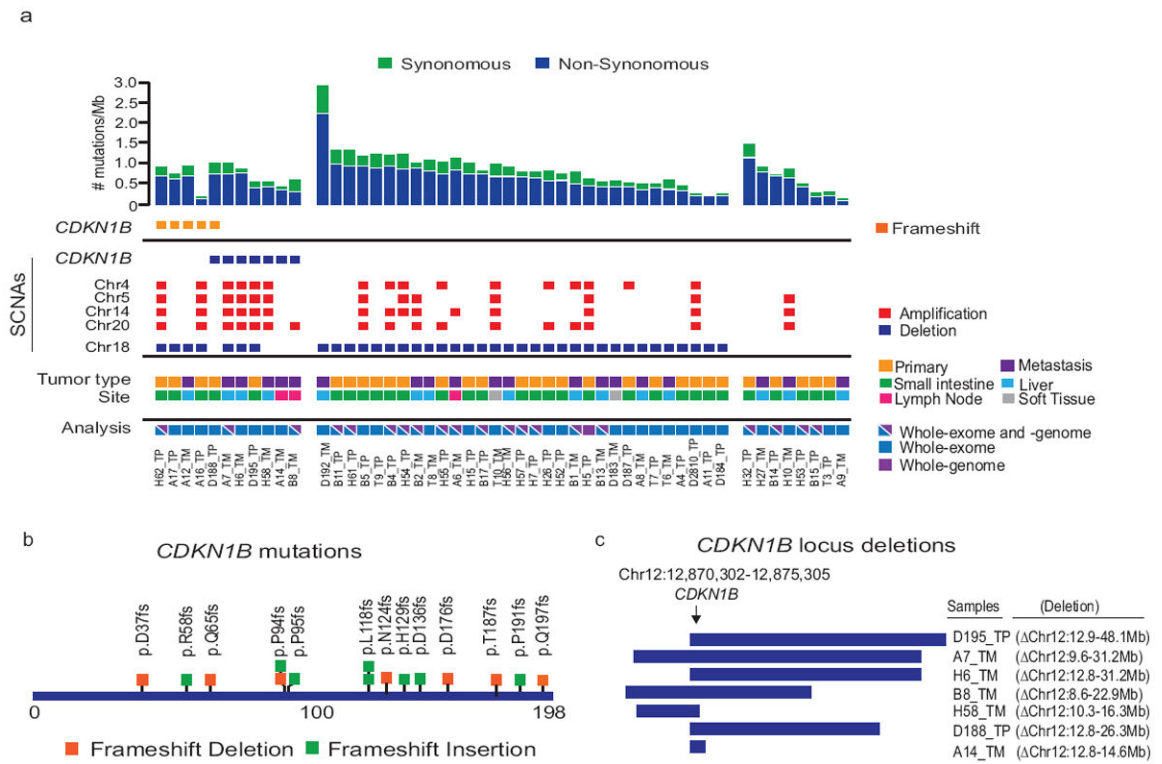 a
Synonomous Non-Synonomous
# mutations/Mb
3.0
2.5
2.0
1.5
1.0
0.5
0
CDKN1B
Frameshift
SCNAs
CDKN1B
Chr4
Chr5
Chr14
Chr20
Chr18
Amplification
Deletion
Tumor type
Site
Primary Metastasis
Small intestine Liver
Lymph Node Soft Tissue
Analysis
Whole-exome and -genome
Whole-exome
Whole-genome
H62_TP A17_TP A12_TM A16_TP D188_TP A7_TM H6_TM D195_TP H58_TM A14_TM B8_TM D192_TM B11_TP H61_TP B5_TP T9_TP B4_TP H54_TP B2_TM T8_TM H55_TP A6_TM H15_TP B17_TP T10_TM H56_TM H57_TP H7_TP H26_TP H52_TP B1_TM H5_TP B13_TM D183_TM D187_TP A8_TM T7_TP T6_TM A4_TP D2810_TP A11_TP D184_TP H32_TP H27_TM B14_TP H10_TM H53_TP B15_TP T3_TP A9_TM
b
CDKN1B mutations
p.D37fs p.R58fs p.Q65fs p.P94fs p.P95fs p.L118fs p.N124fs p.H129fs p.D136fs p.D176fs p.T187fs p.P191fs p.Q197fs
0 100 198
Frameshift Deletion Frameshift Insertion
c
CDKN1B locus deletions
Chr12:12,870,302-12,875,305
CDKN1B
Samples (Deletion)
D195_TP (ΔChr12:12.9-48.1Mb)
A7_TM (ΔChr12:9.6-31.2Mb)
H6_TM (ΔChr12:12.8-31.2Mb)
B8_TM (ΔChr12:8.6-22.9Mb)
H58_TM (ΔChr12:10.3-16.3Mb)
D188_TP (ΔChr12:12.8-26.3Mb)
A14_TM (ΔChr12:12.8-14.6Mb)